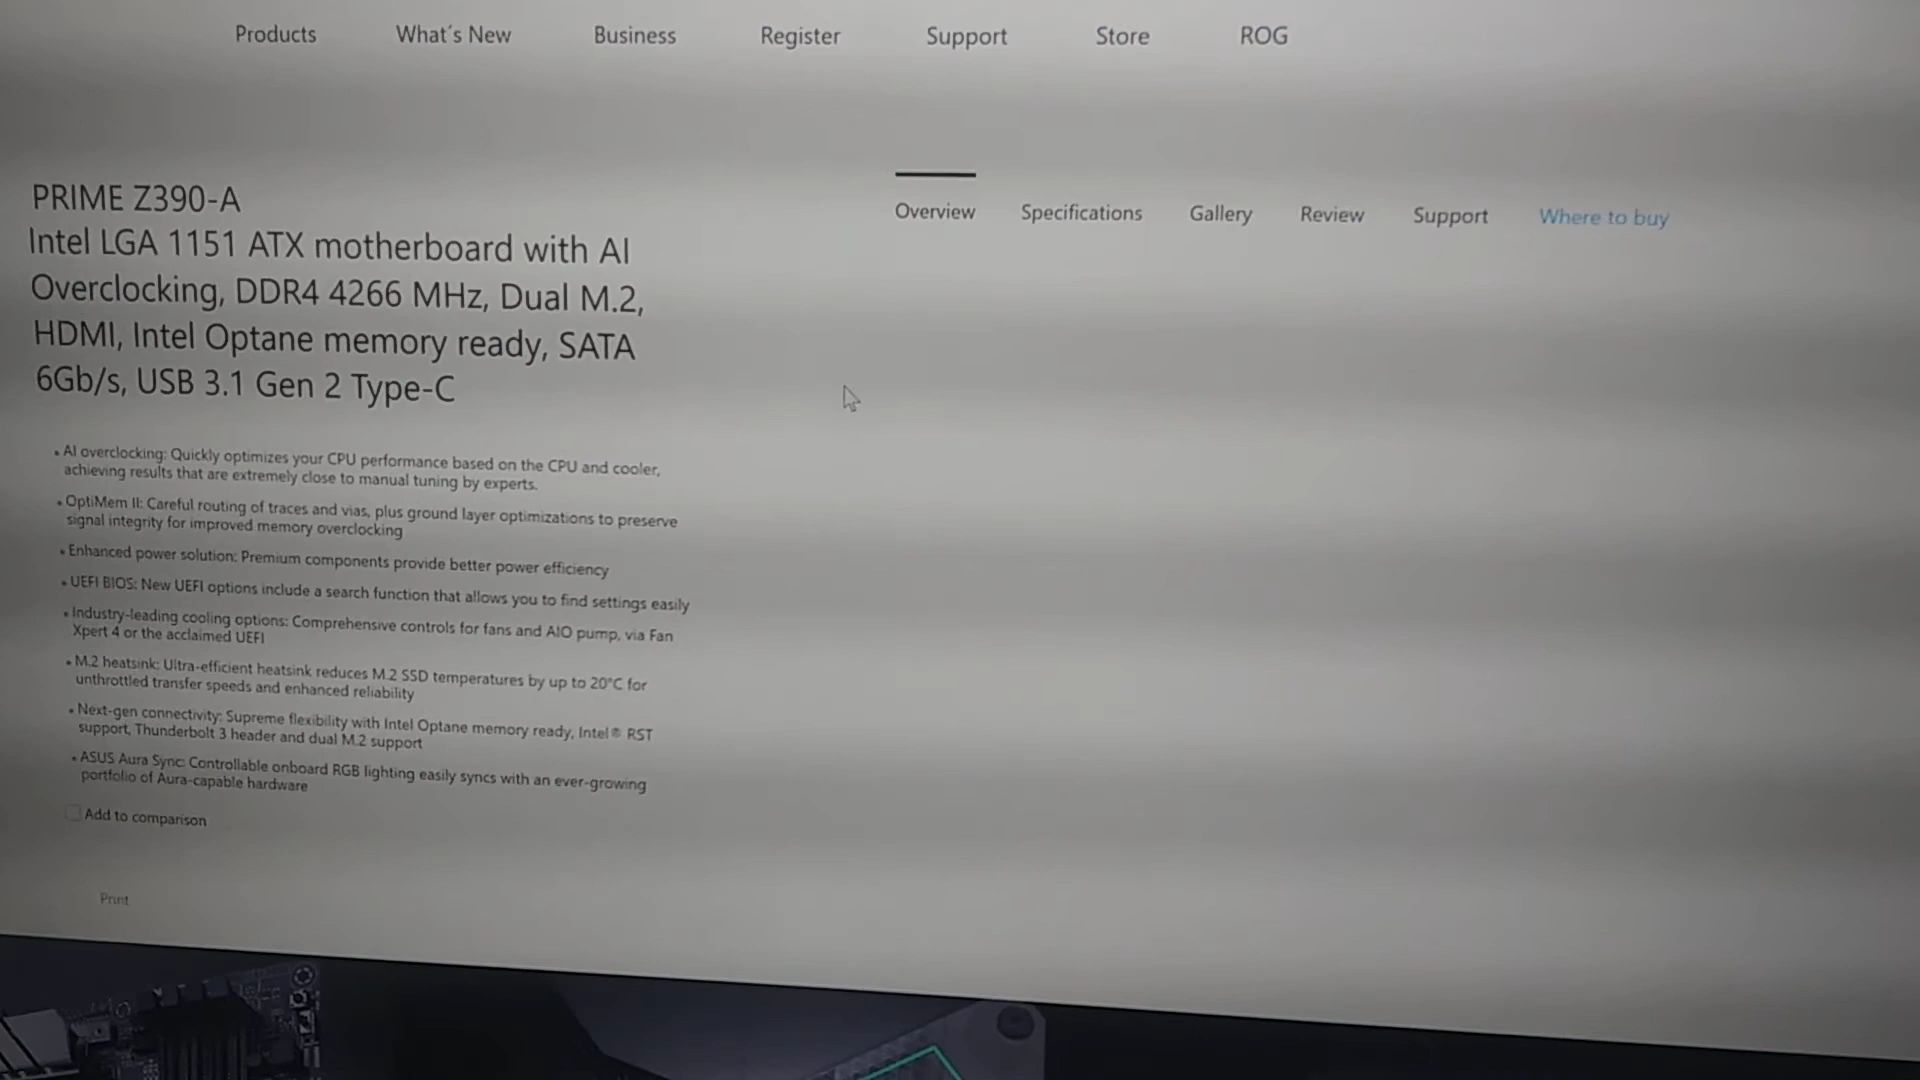 Products What's New Business Register Support Store ROG
PRIME Z390-A
Intel LGA 1151 ATX motherboard with AI
Overclocking, DDR4 4266 MHz, Dual M.2,
HDMI, Intel Optane memory ready, SATA
6Gb/s, USB 3.1 Gen 2 Type-C
Overview Specifications Gallery Review Support Where to buy
• AI overclocking: Quickly optimizes your CPU performance based on the CPU and cooler,
achieving results that are extremely close to manual tuning by experts.
• OptiMem II: Careful routing of traces and vias, plus ground layer optimizations to preserve
signal integrity for improved memory overclocking
• Enhanced power solution: Premium components provide better power efficiency
• UEFI BIOS: New UEFI options include a search function that allows you to find settings easily
• Industry-leading cooling options: Comprehensive controls for fans and AIO pump, via Fan
Xpert 4 or the acclaimed UEFI
• M.2 heatsink: Ultra-efficient heatsink reduces M.2 SSD temperatures by up to 20°C for
unthrottled transfer speeds and enhanced reliability
• Next-gen connectivity: Supreme flexibility with Intel Optane memory ready, Intel® RST
support, Thunderbolt 3 header and dual M.2 support
• ASUS Aura Sync: Controllable onboard RGB lighting easily syncs with an ever-growing
portfolio of Aura-capable hardware
Add to comparison
Print